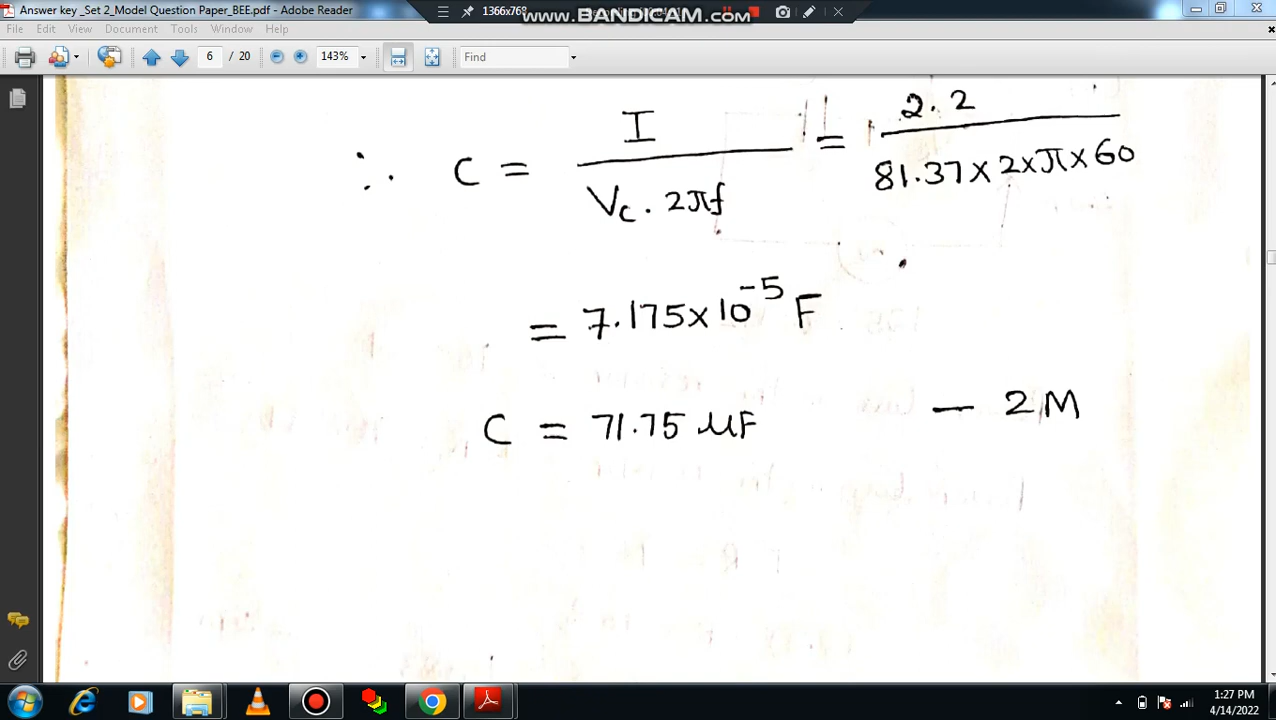 Answer key _Set 2_Model Question Paper_BEE.pdf - Adobe Reader
1366x768
www.BANDICAM.com
File Edit View Document Tools Window Help
6 / 20 143% Find
∴ C = I / (Vc . 2πf) = 2.2 / (81.37 × 2 × π × 60)
= 7.175 × 10^-5 F
C = 71.75 µF — 2 M
1:27 PM
4/14/2022